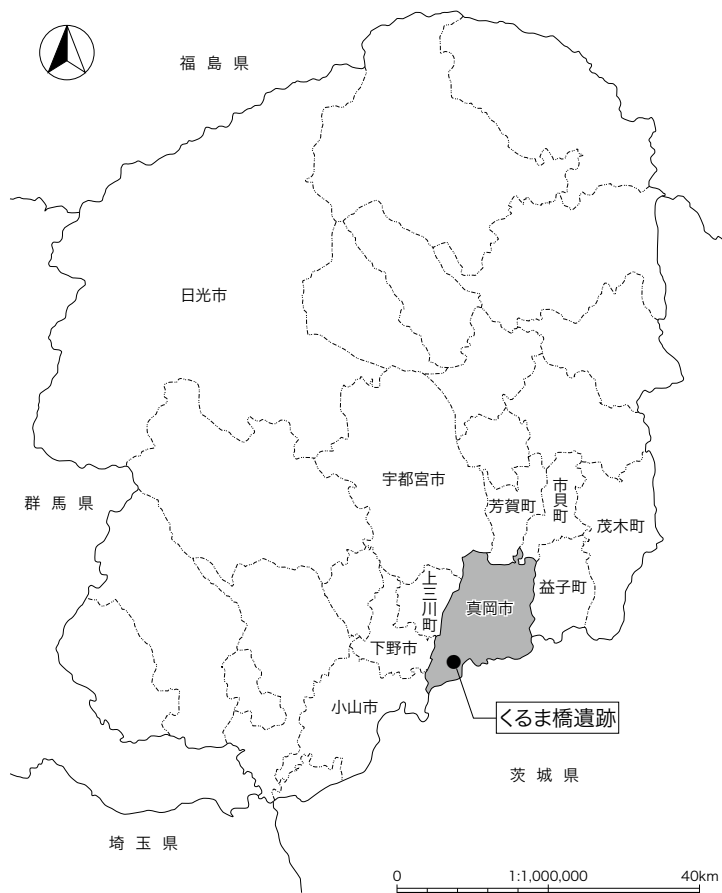 福島県
日光市
群馬県
宇都宮市
芳賀町
市貝町
茂木町
上三川町
真岡市
益子町
下野市
小山市
くるま橋遺跡
茨城県
埼玉県
0 1:1,000,000 40km